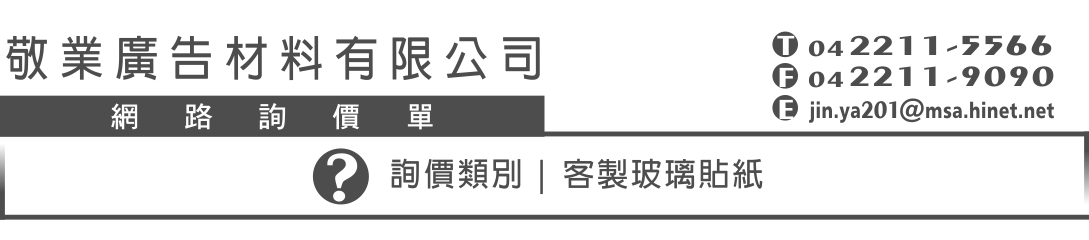 敬業廣告材料有限公司
網路詢價單
T 04 2211-5566
F 04 2211-9090
E jin.ya201@msa.hinet.net
? 詢價類別 | 客製玻璃貼紙